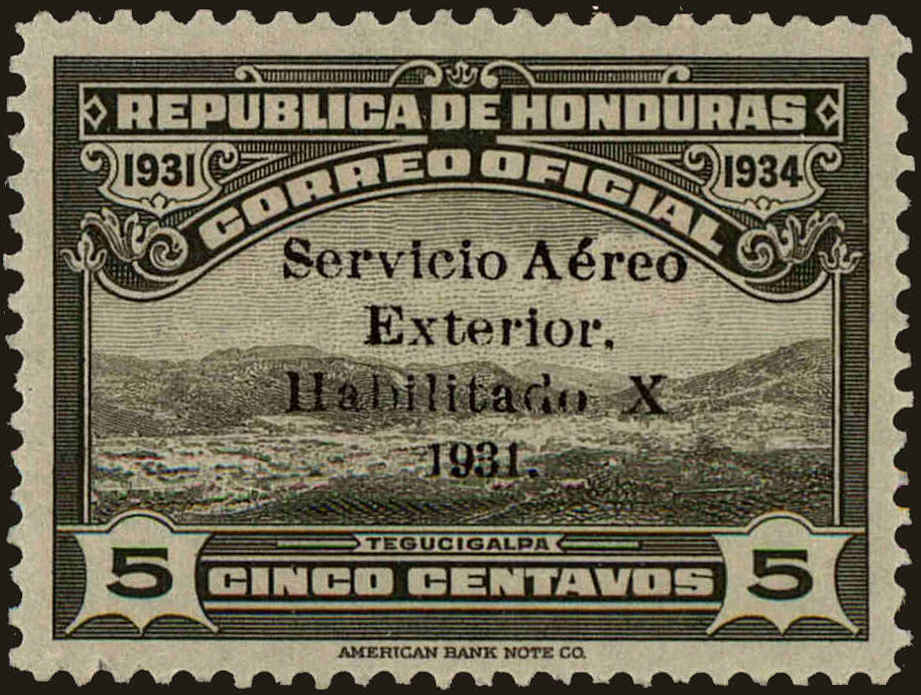 REPUBLICA DE HONDURAS
1931 1934
CORREO OFICIAL
Servicio Aéreo
Exterior.
Habilitado X
1931.
TEGUCIGALPA
5 CINCO CENTAVOS 5
AMERICAN BANK NOTE CO.